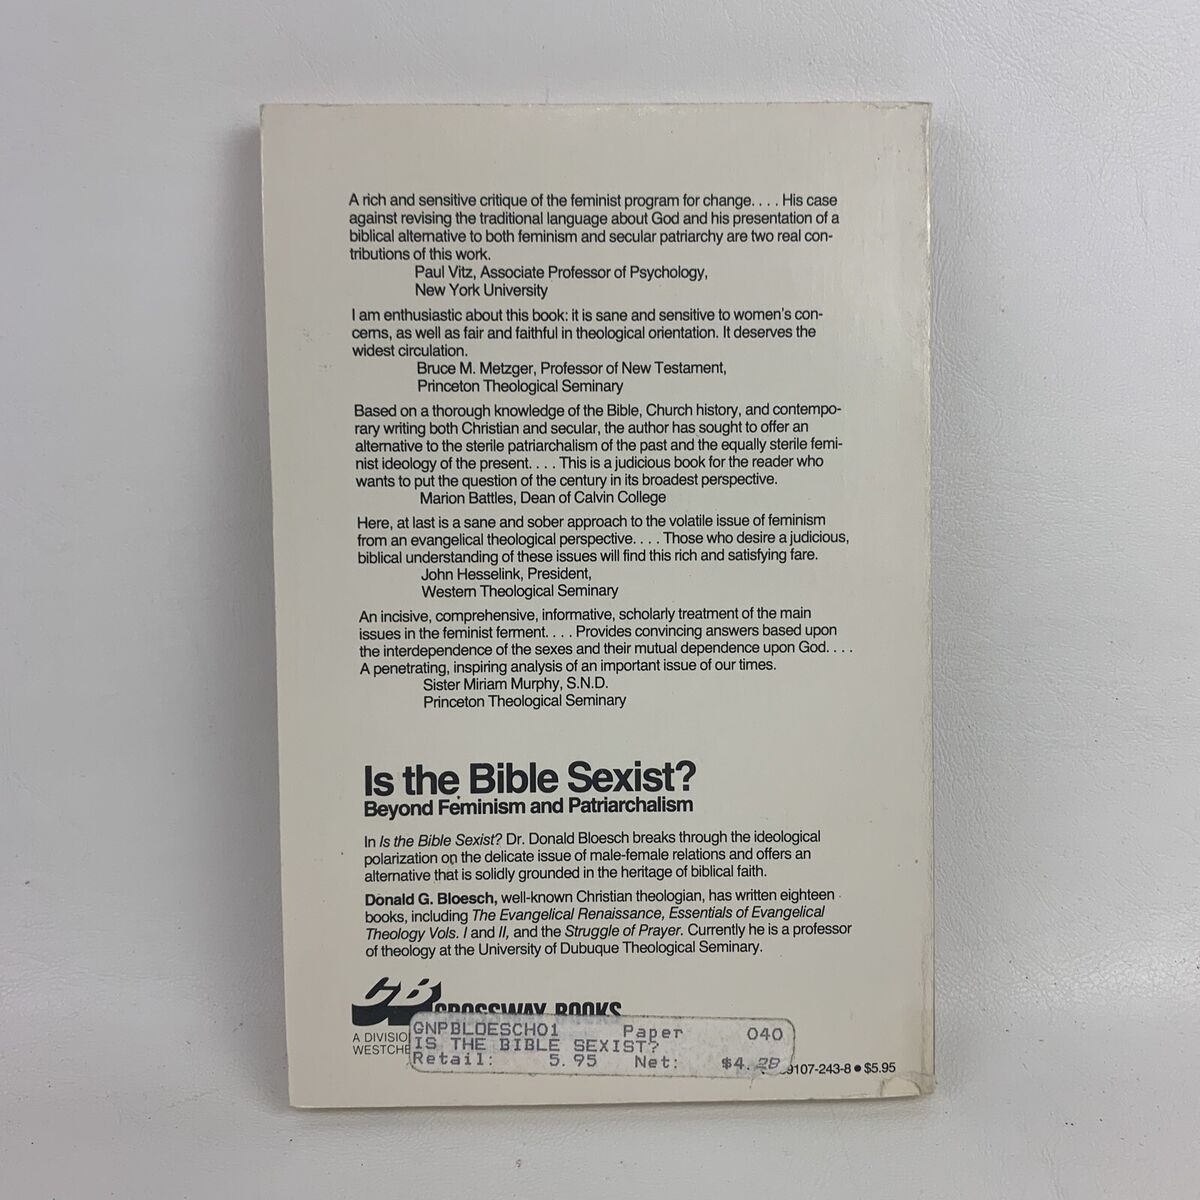 A rich and sensitive critique of the feminist program for change. . . . His case
against revising the traditional language about God and his presentation of a
biblical alternative to both feminism and secular patriarchy are two real con-
tributions of this work.
Paul Vitz, Associate Professor of Psychology,
New York University
I am enthusiastic about this book: it is sane and sensitive to women's con-
cerns, as well as fair and faithful in theological orientation. It deserves the
widest circulation.
Bruce M. Metzger, Professor of New Testament,
Princeton Theological Seminary
Based on a thorough knowledge of the Bible, Church history, and contempo-
rary writing both Christian and secular, the author has sought to offer an
alternative to the sterile patriarchalism of the past and the equally sterile femi-
nist ideology of the present. . . . This is a judicious book for the reader who
wants to put the question of the century in its broadest perspective.
Marion Battles, Dean of Calvin College
Here, at last is a sane and sober approach to the volatile issue of feminism
from an evangelical theological perspective. . . . Those who desire a judicious,
biblical understanding of these issues will find this rich and satisfying fare.
John Hesselink, President,
Western Theological Seminary
An incisive, comprehensive, informative, scholarly treatment of the main
issues in the feminist ferment. . . . Provides convincing answers based upon
the interdependence of the sexes and their mutual dependence upon God. . . .
A penetrating, inspiring analysis of an important issue of our times.
Sister Miriam Murphy, S.N.D.
Princeton Theological Seminary
Is the Bible Sexist?
Beyond Feminism and Patriarchalism
In Is the Bible Sexist? Dr. Donald Bloesch breaks through the ideological
polarization on the delicate issue of male-female relations and offers an
alternative that is solidly grounded in the heritage of biblical faith.
Donald G. Bloesch, well-known Christian theologian, has written eighteen
books, including The Evangelical Renaissance, Essentials of Evangelical
Theology Vols. I and II, and the Struggle of Prayer. Currently he is a professor
of theology at the University of Dubuque Theological Seminary.
CB CROSSWAY BOOKS
A DIVISIO
WESTCHE
GNPBLOESCH01 Paper 040
IS THE BIBLE SEXIST?
Retail: 5.95 Net: $4.
9107-243-8 • $5.95